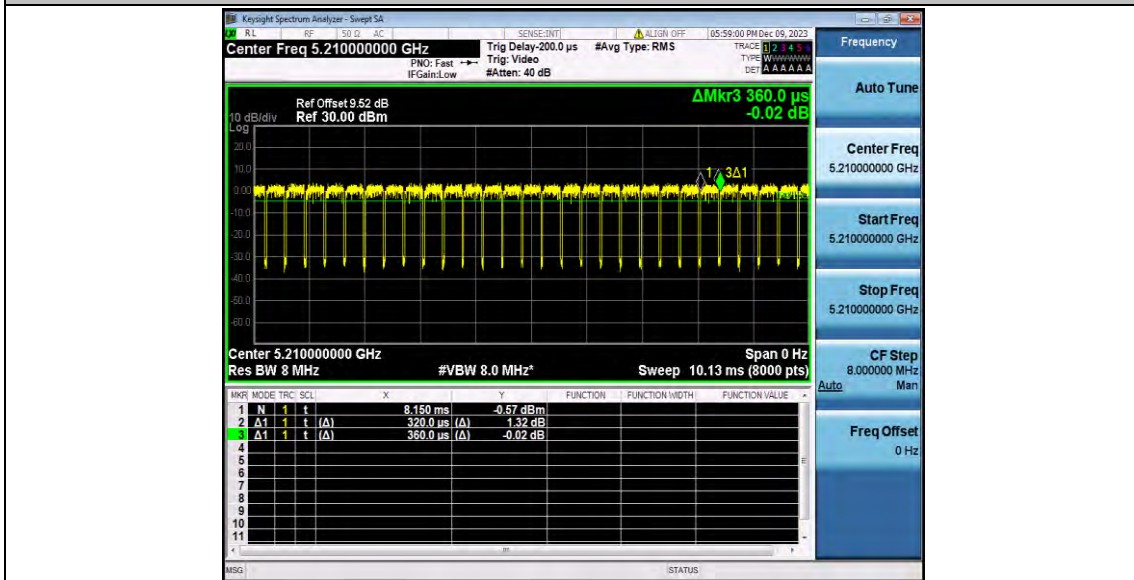 Keysight Spectrum Analyzer - Swept SA
RL RF 50 Ω AC SENSE:INT ALIGN OFF 05:59:00 PM Dec 09, 2023
Center Freq 5.210000000 GHz
PNO: Fast
IFGain:Low
Trig Delay-200.0 µs
Trig: Video
#Atten: 40 dB
#Avg Type: RMS
TRACE 1 2 3 4 5 6
TYPE WWWWWW
DET A A A A A A
Ref Offset 9.52 dB
Ref 30.00 dBm
10 dB/div
Log
ΔMkr3 360.0 µs
-0.02 dB
20.0
10.0
0.00
-10.0
-20.0
-30.0
-40.0
-50.0
-60.0
1 3Δ1
Center 5.210000000 GHz Span 0 Hz
Res BW 8 MHz #VBW 8.0 MHz* Sweep 10.13 ms (8000 pts)
MKR MODE TRC SCL X Y FUNCTION FUNCTION WIDTH FUNCTION VALUE
1 N 1 t 8.150 ms -0.57 dBm
2 Δ1 1 t (Δ) 320.0 µs (Δ) 1.32 dB
3 Δ1 1 t (Δ) 360.0 µs (Δ) -0.02 dB
4
5
6
7
8
9
10
11
MSG STATUS
Frequency
Auto Tune
Center Freq
5.210000000 GHz
Start Freq
5.210000000 GHz
Stop Freq
5.210000000 GHz
CF Step
8.000000 MHz
Auto Man
Freq Offset
0 Hz